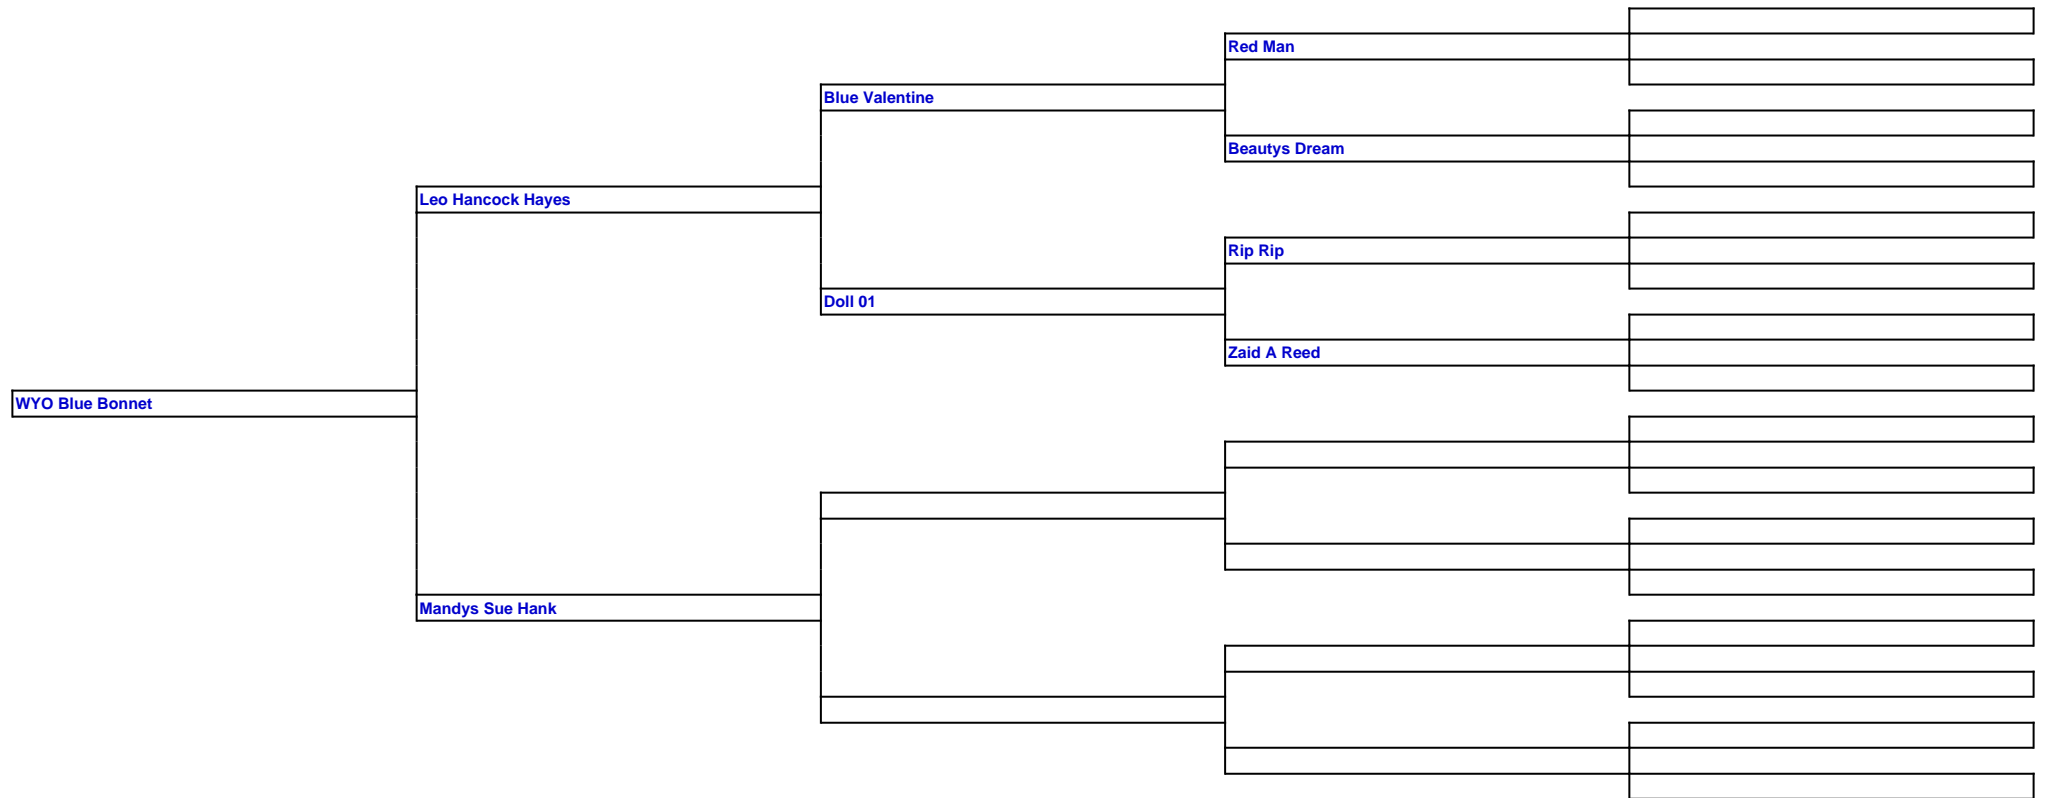 Red Man
Blue Valentine
Beautys Dream
Leo Hancock Hayes
Rip Rip
Doll 01
Zaid A Reed
WYO Blue Bonnet
Mandys Sue Hank